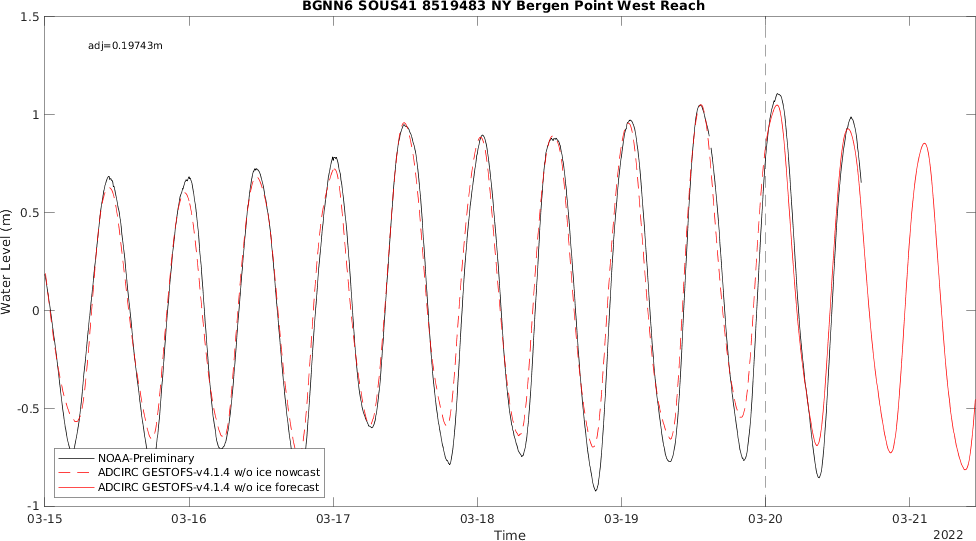 BGNN6 SOUS41 8519483 NY Bergen Point West Reach
1.5
adj=0.19743m
1
0.5
0
-0.5
-1
Water Level (m)
NOAA-Preliminary
ADCIRC GESTOFS-v4.1.4 w/o ice nowcast
ADCIRC GESTOFS-v4.1.4 w/o ice forecast
03-15 03-16 03-17 03-18 03-19 03-20 03-21
Time
2022